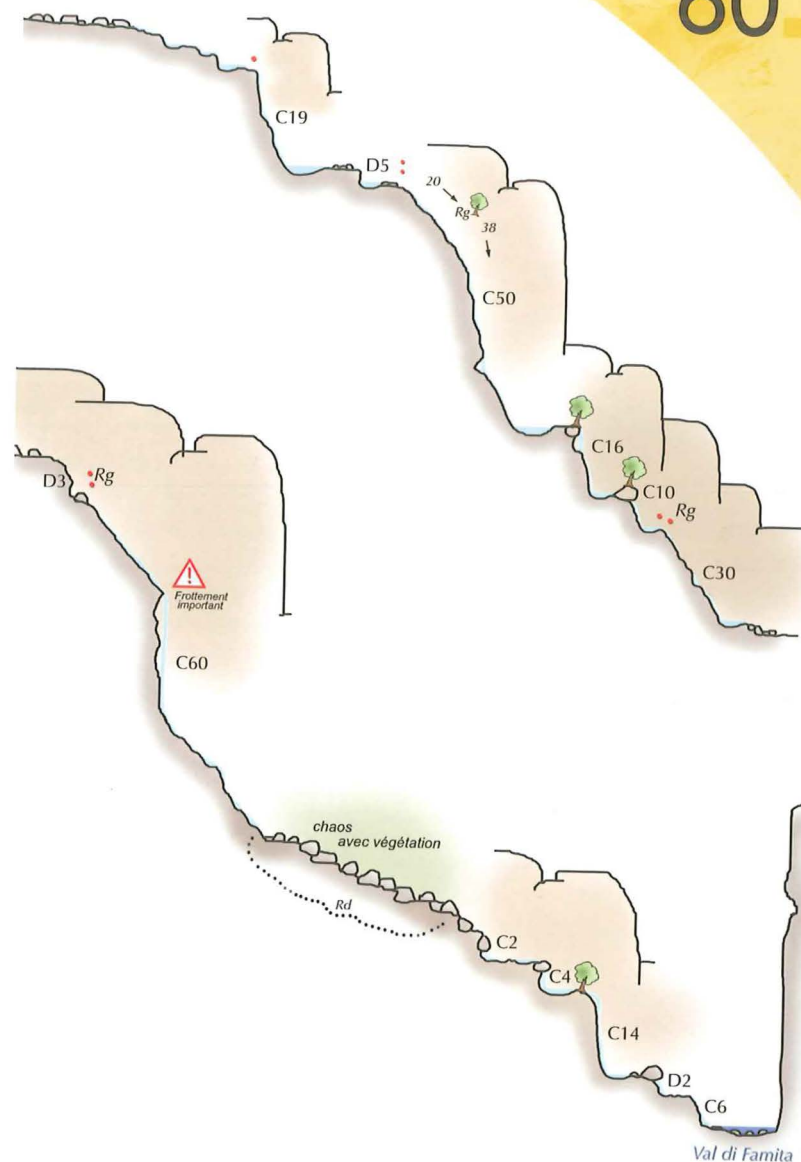 60
C19
D5
20
Rg
38
C50
C16
C10
Rg
C30
D3
Rg
Frottement
important
C60
chaos
avec végétation
Rd
C2
C4
C14
D2
C6
Val di Famita